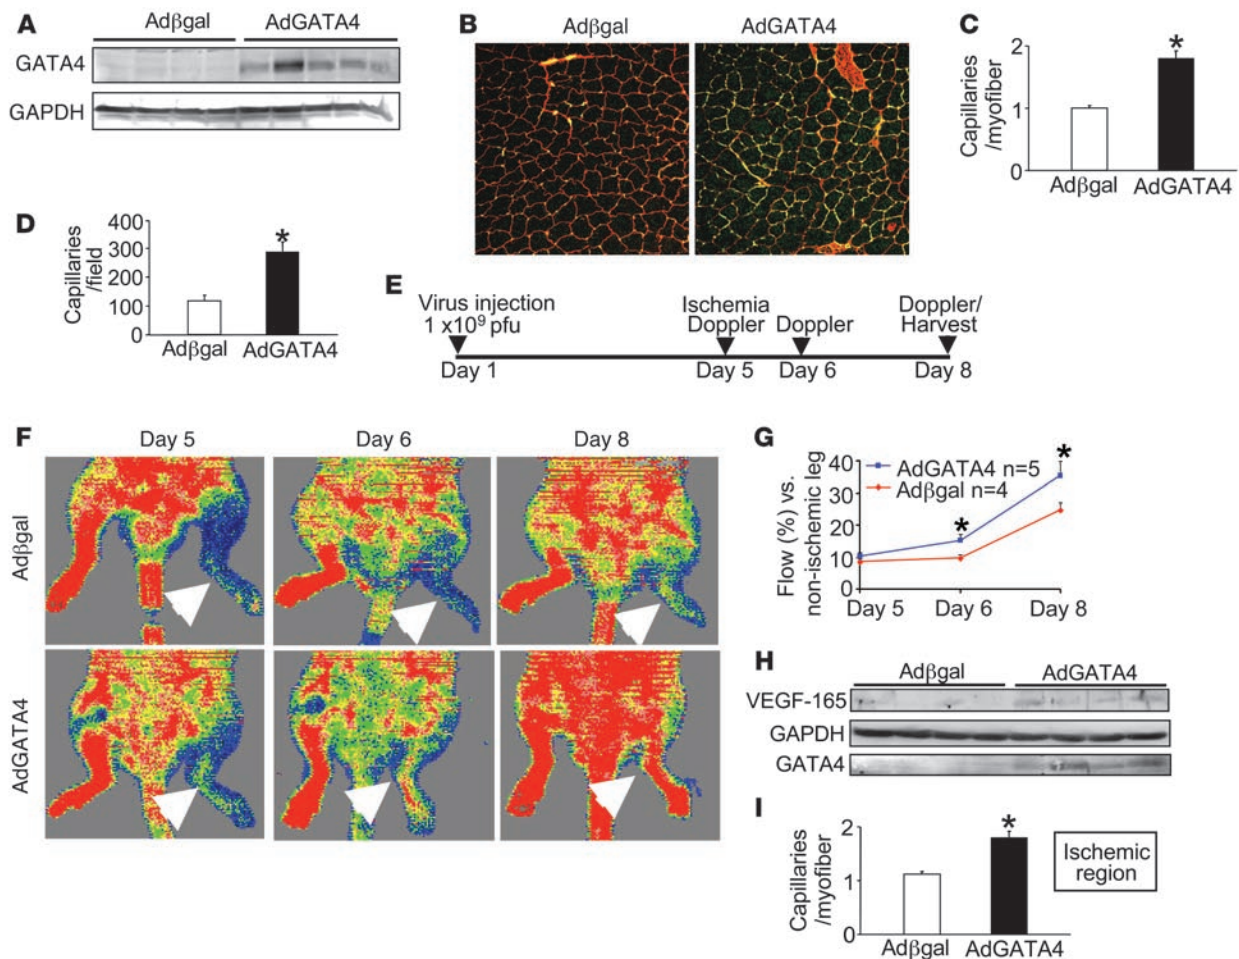 A
Adβgal
AdGATA4
GATA4
GAPDH
B
Adβgal
AdGATA4
C
Capillaries
/myofiber
2
*
1
0
Adβgal
AdGATA4
D
Capillaries
/field
400
300
200
100
0
*
Adβgal
AdGATA4
E
Virus injection
1 x10⁹ pfu
Ischemia
Doppler
Doppler
Doppler/
Harvest
Day 1
Day 5
Day 6
Day 8
F
Day 5
Day 6
Day 8
Adβgal
AdGATA4
G
Flow (%) vs.
non-ischemic leg
40
30
20
10
0
AdGATA4 n=5
Adβgal n=4
*
*
Day 5
Day 6
Day 8
H
Adβgal
AdGATA4
VEGF-165
GAPDH
GATA4
I
Capillaries
/myofiber
2
1
0
*
Adβgal
AdGATA4
Ischemic
region